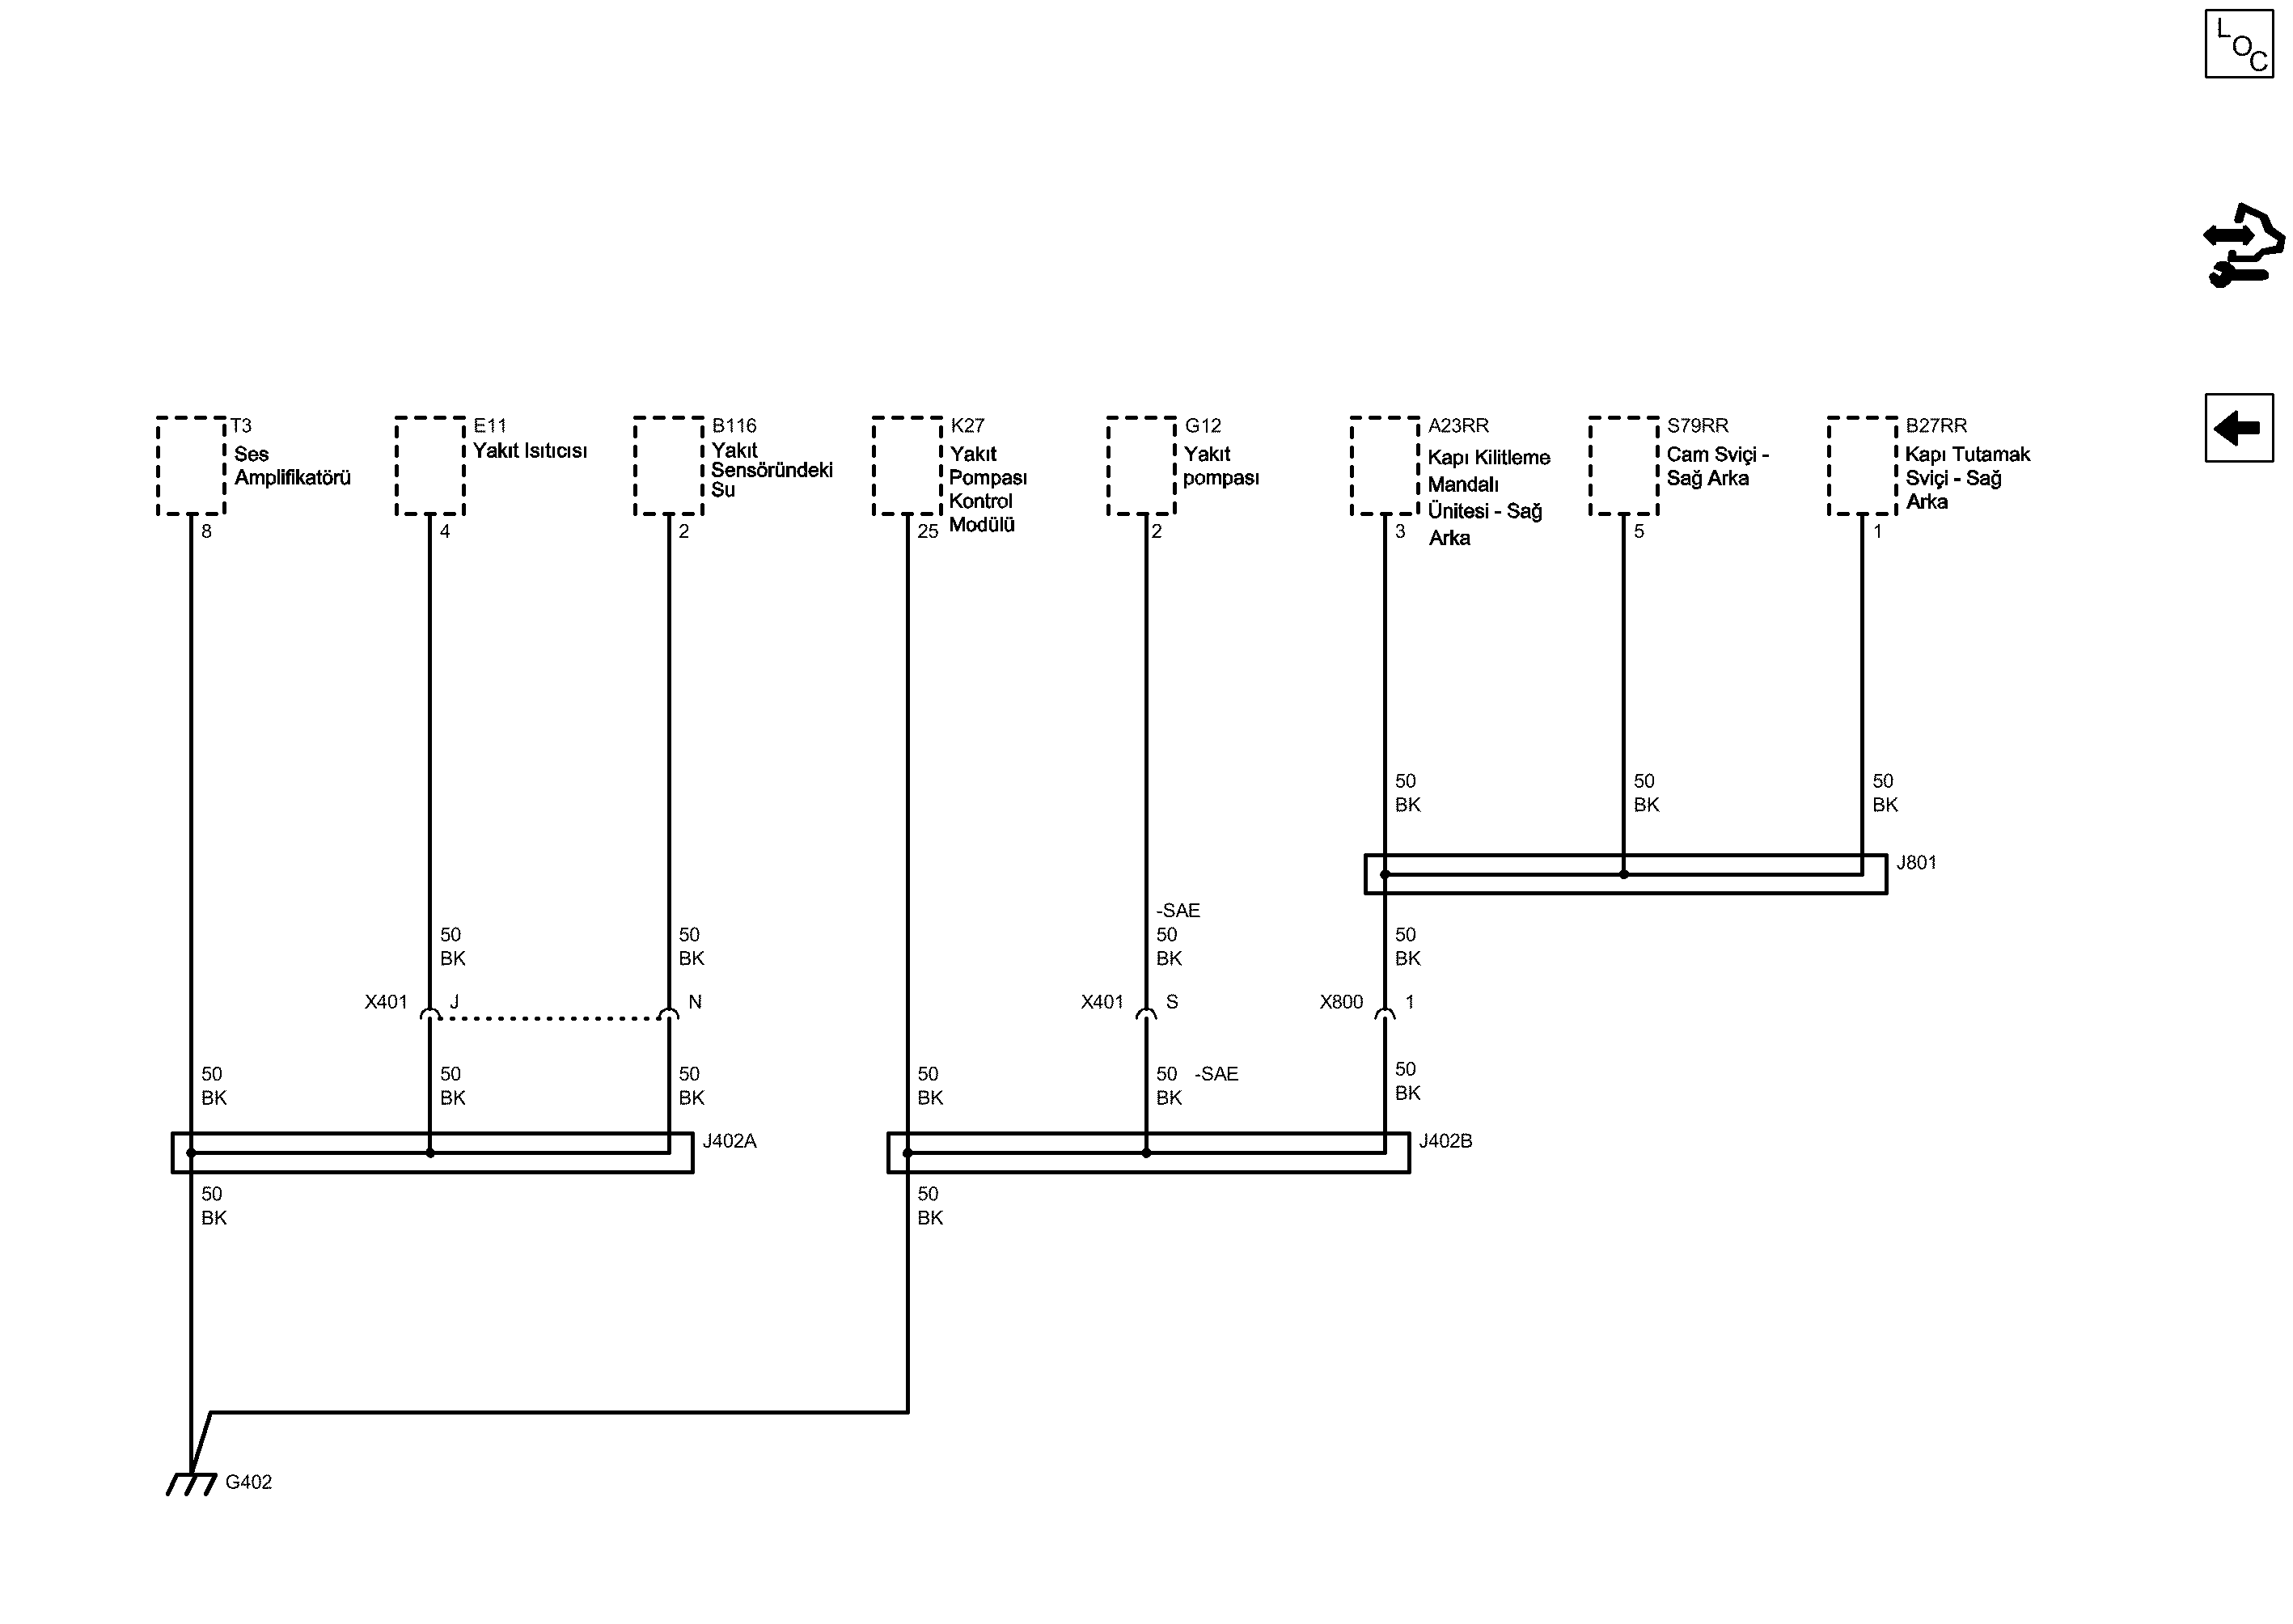 LOC
T3
Ses
Amplifikatörü
8
E11
Yakıt Isıtıcısı
4
B116
Yakıt
Sensöründeki
Su
2
K27
Yakıt
Pompası
Kontrol
Modülü
25
G12
Yakıt
pompası
2
A23RR
Kapı Kilitleme
Mandalı
Ünitesi - Sağ
Arka
3
S79RR
Cam Sviçi -
Sağ Arka
5
B27RR
Kapı Tutamak
Sviçi - Sağ
Arka
1
50
BK
50
BK
50
BK
J801
50
BK
50
BK
-SAE
50
BK
50
BK
X401 J
N
X401 S
X800 1
50
BK
50
BK
50
BK
50
BK
50 -SAE
BK
50
BK
J402A
J402B
50
BK
50
BK
G402